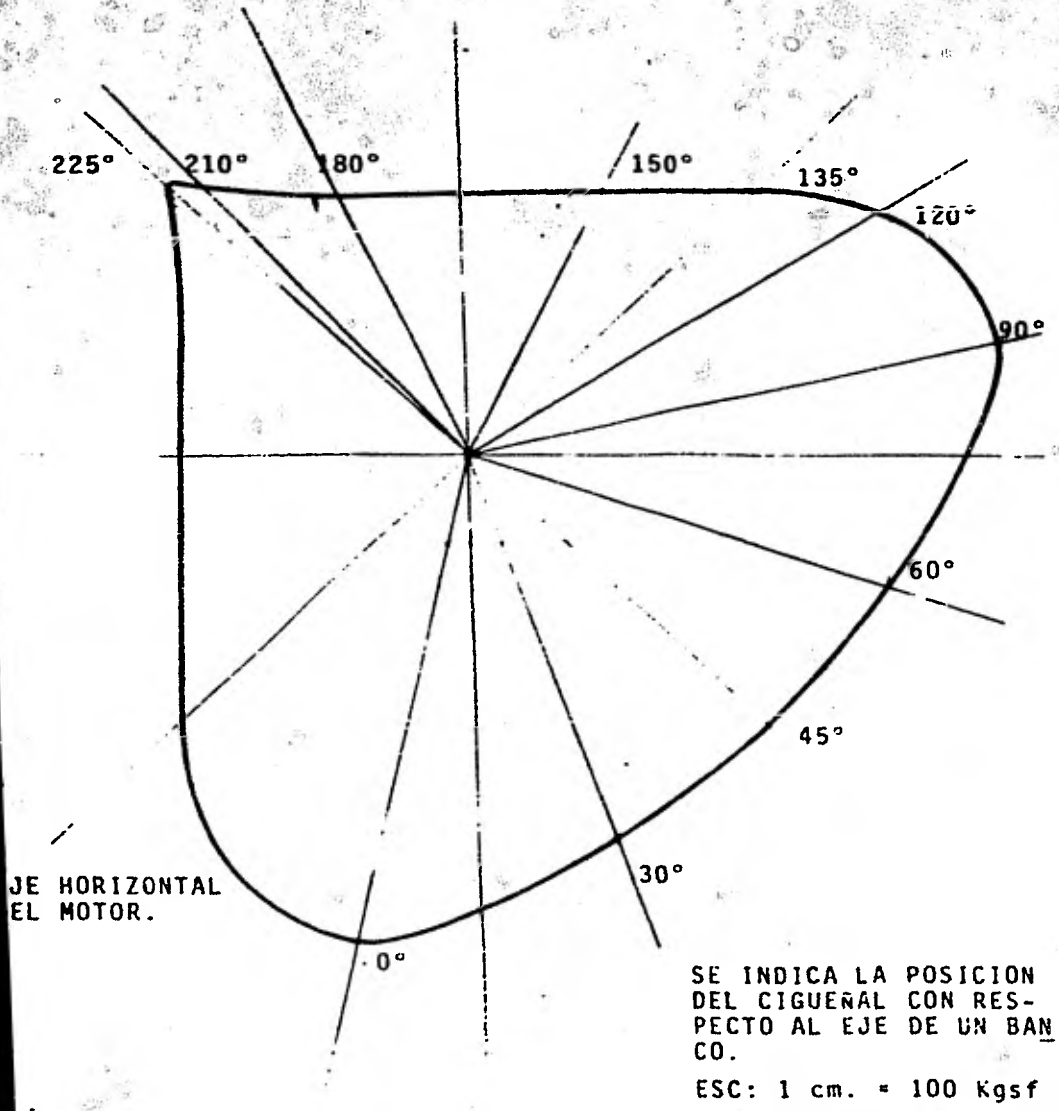 225°
210°
180°
150°
135°
120°
90°
60°
45°
30°
0°
JE HORIZONTAL
EL MOTOR.
SE INDICA LA POSICION
DEL CIGUEÑAL CON RES-
PECTO AL EJE DE UN BAN
CO.
ESC: 1 cm. = 100 Kgsf